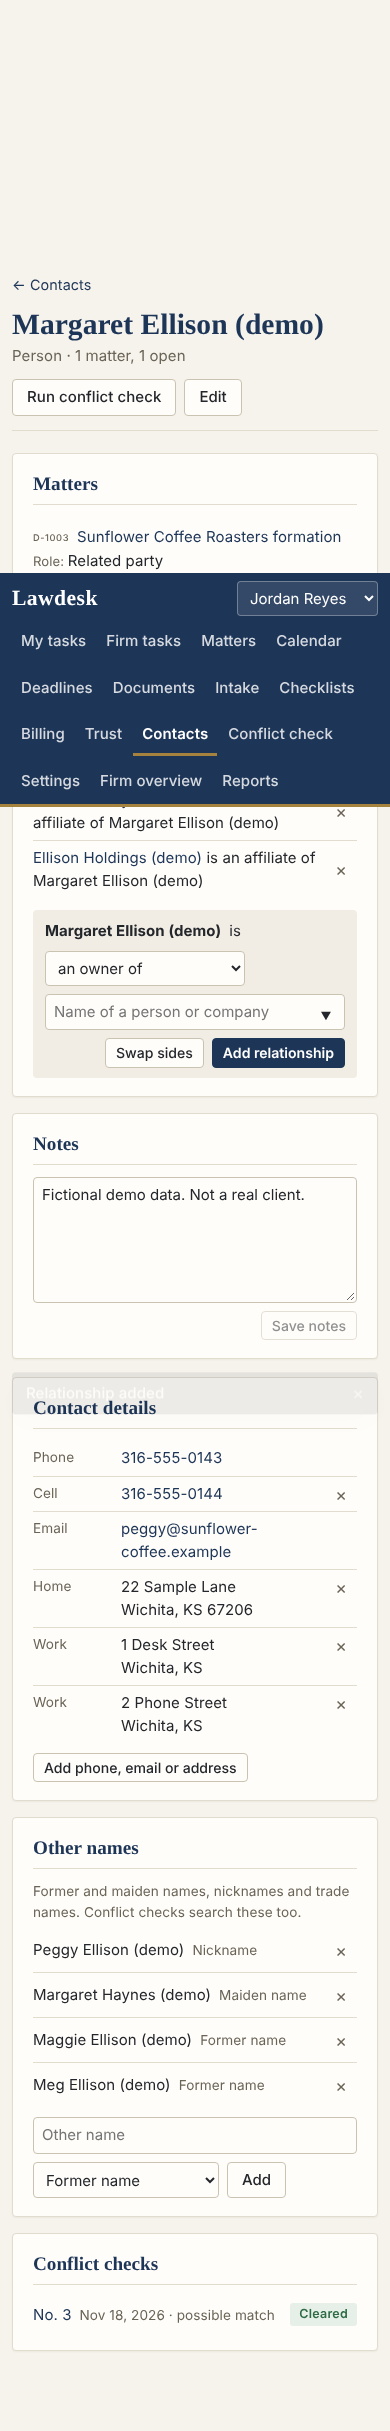 ← Contacts
Margaret Ellison (demo)
Person · 1 matter, 1 open
Run conflict check Edit
Matters
D-1003 Sunflower Coffee Roasters formation
Role: Related party
Lawdesk Jordan Reyes
My tasks Firm tasks Matters Calendar
Deadlines Documents Intake Checklists
Billing Trust Contacts Conflict check
Settings Firm overview Reports
affiliate of Margaret Ellison (demo) ×
Ellison Holdings (demo) is an affiliate of
Margaret Ellison (demo) ×
Margaret Ellison (demo) is
an owner of
Name of a person or company
Swap sides Add relationship
Notes
Fictional demo data. Not a real client.
Save notes
Relationship added ×
Contact details
Phone 316-555-0143
Cell 316-555-0144 ×
Email peggy@sunflower-
coffee.example
Home 22 Sample Lane ×
Wichita, KS 67206
Work 1 Desk Street ×
Wichita, KS
Work 2 Phone Street ×
Wichita, KS
Add phone, email or address
Other names
Former and maiden names, nicknames and trade
names. Conflict checks search these too.
Peggy Ellison (demo) Nickname ×
Margaret Haynes (demo) Maiden name ×
Maggie Ellison (demo) Former name ×
Meg Ellison (demo) Former name ×
Other name
Former name Add
Conflict checks
No. 3 Nov 18, 2026 · possible match Cleared